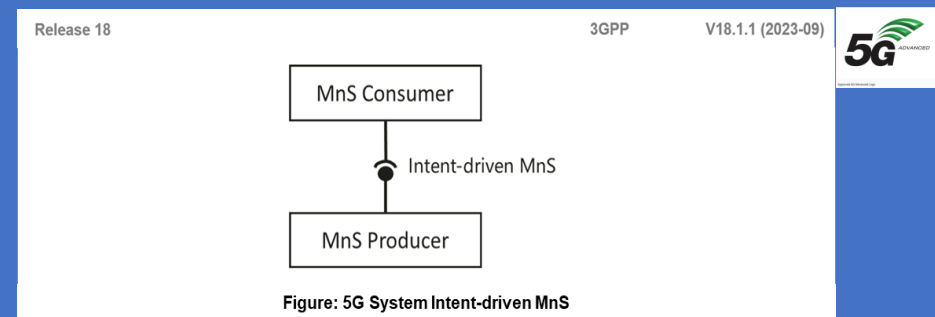 Release 18 3GPP V18.1.1 (2023-09)
5G ADVANCED
MnS Consumer
Intent-driven MnS
MnS Producer
Figure: 5G System Intent-driven MnS